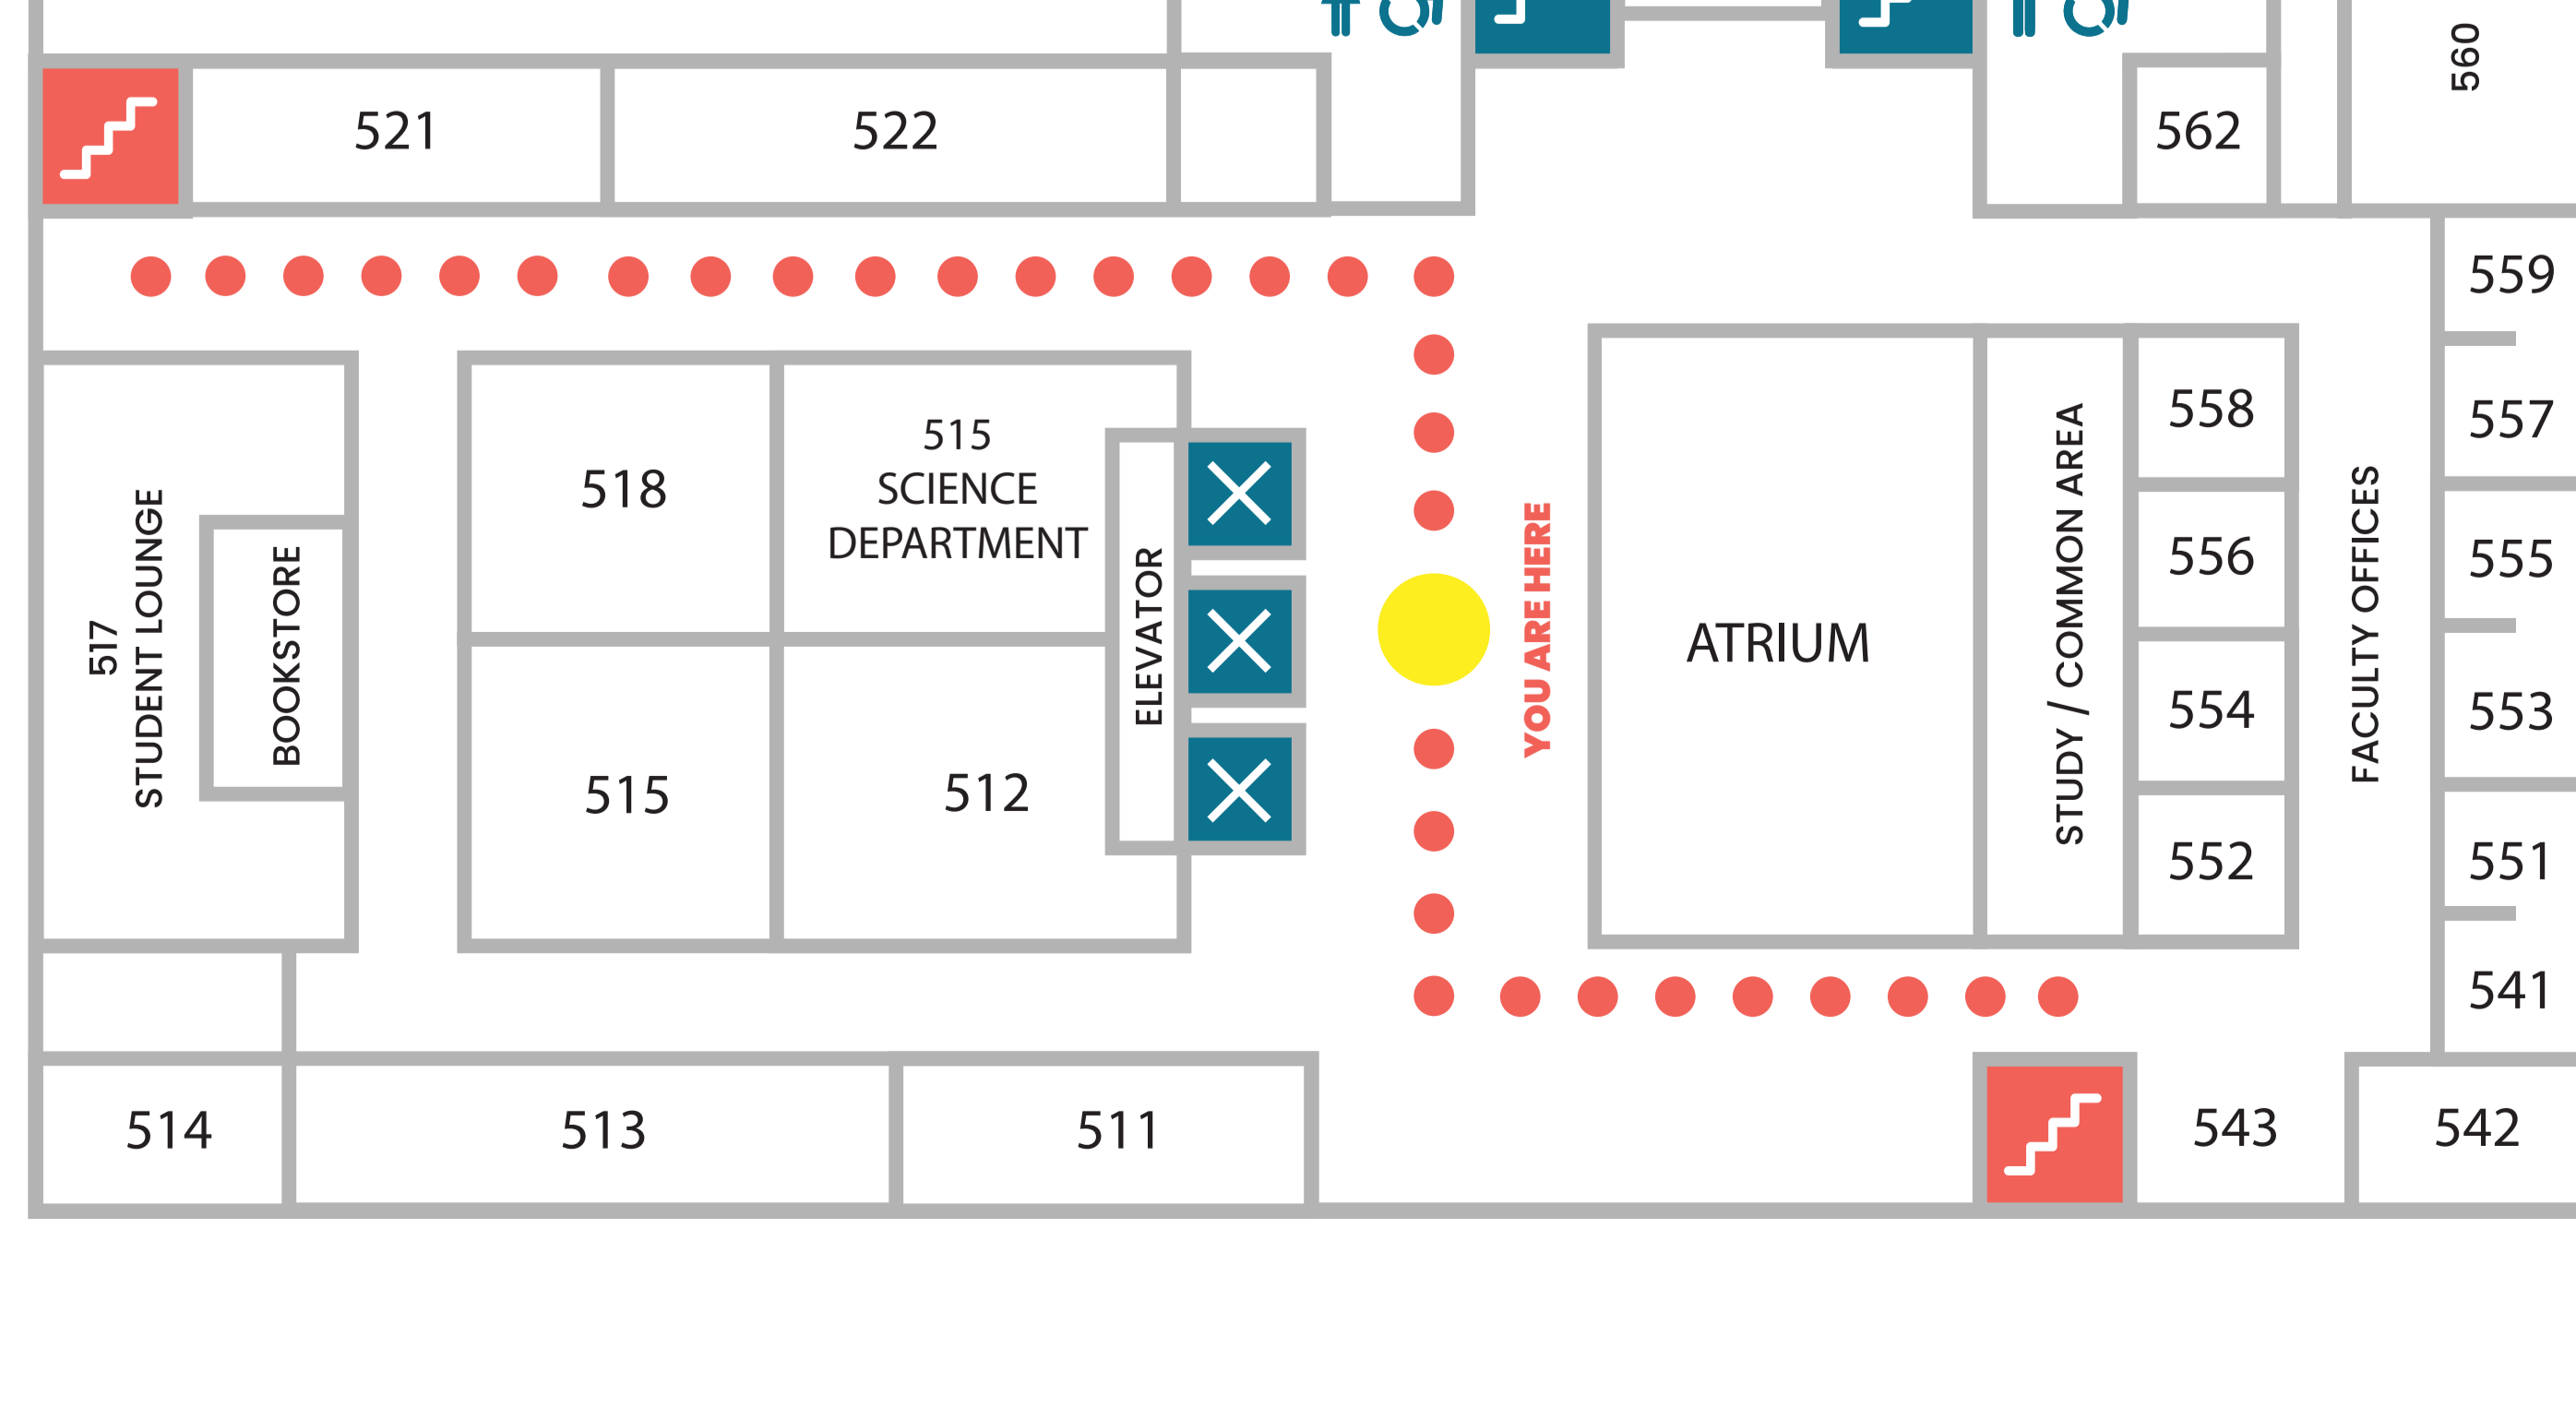 560
521
522
562
559
517
STUDENT LOUNGE
BOOKSTORE
518
515
SCIENCE
DEPARTMENT
ELEVATOR
515
512
YOU ARE HERE
ATRIUM
STUDY / COMMON AREA
558
556
554
552
FACULTY OFFICES
557
555
553
551
541
514
513
511
543
542